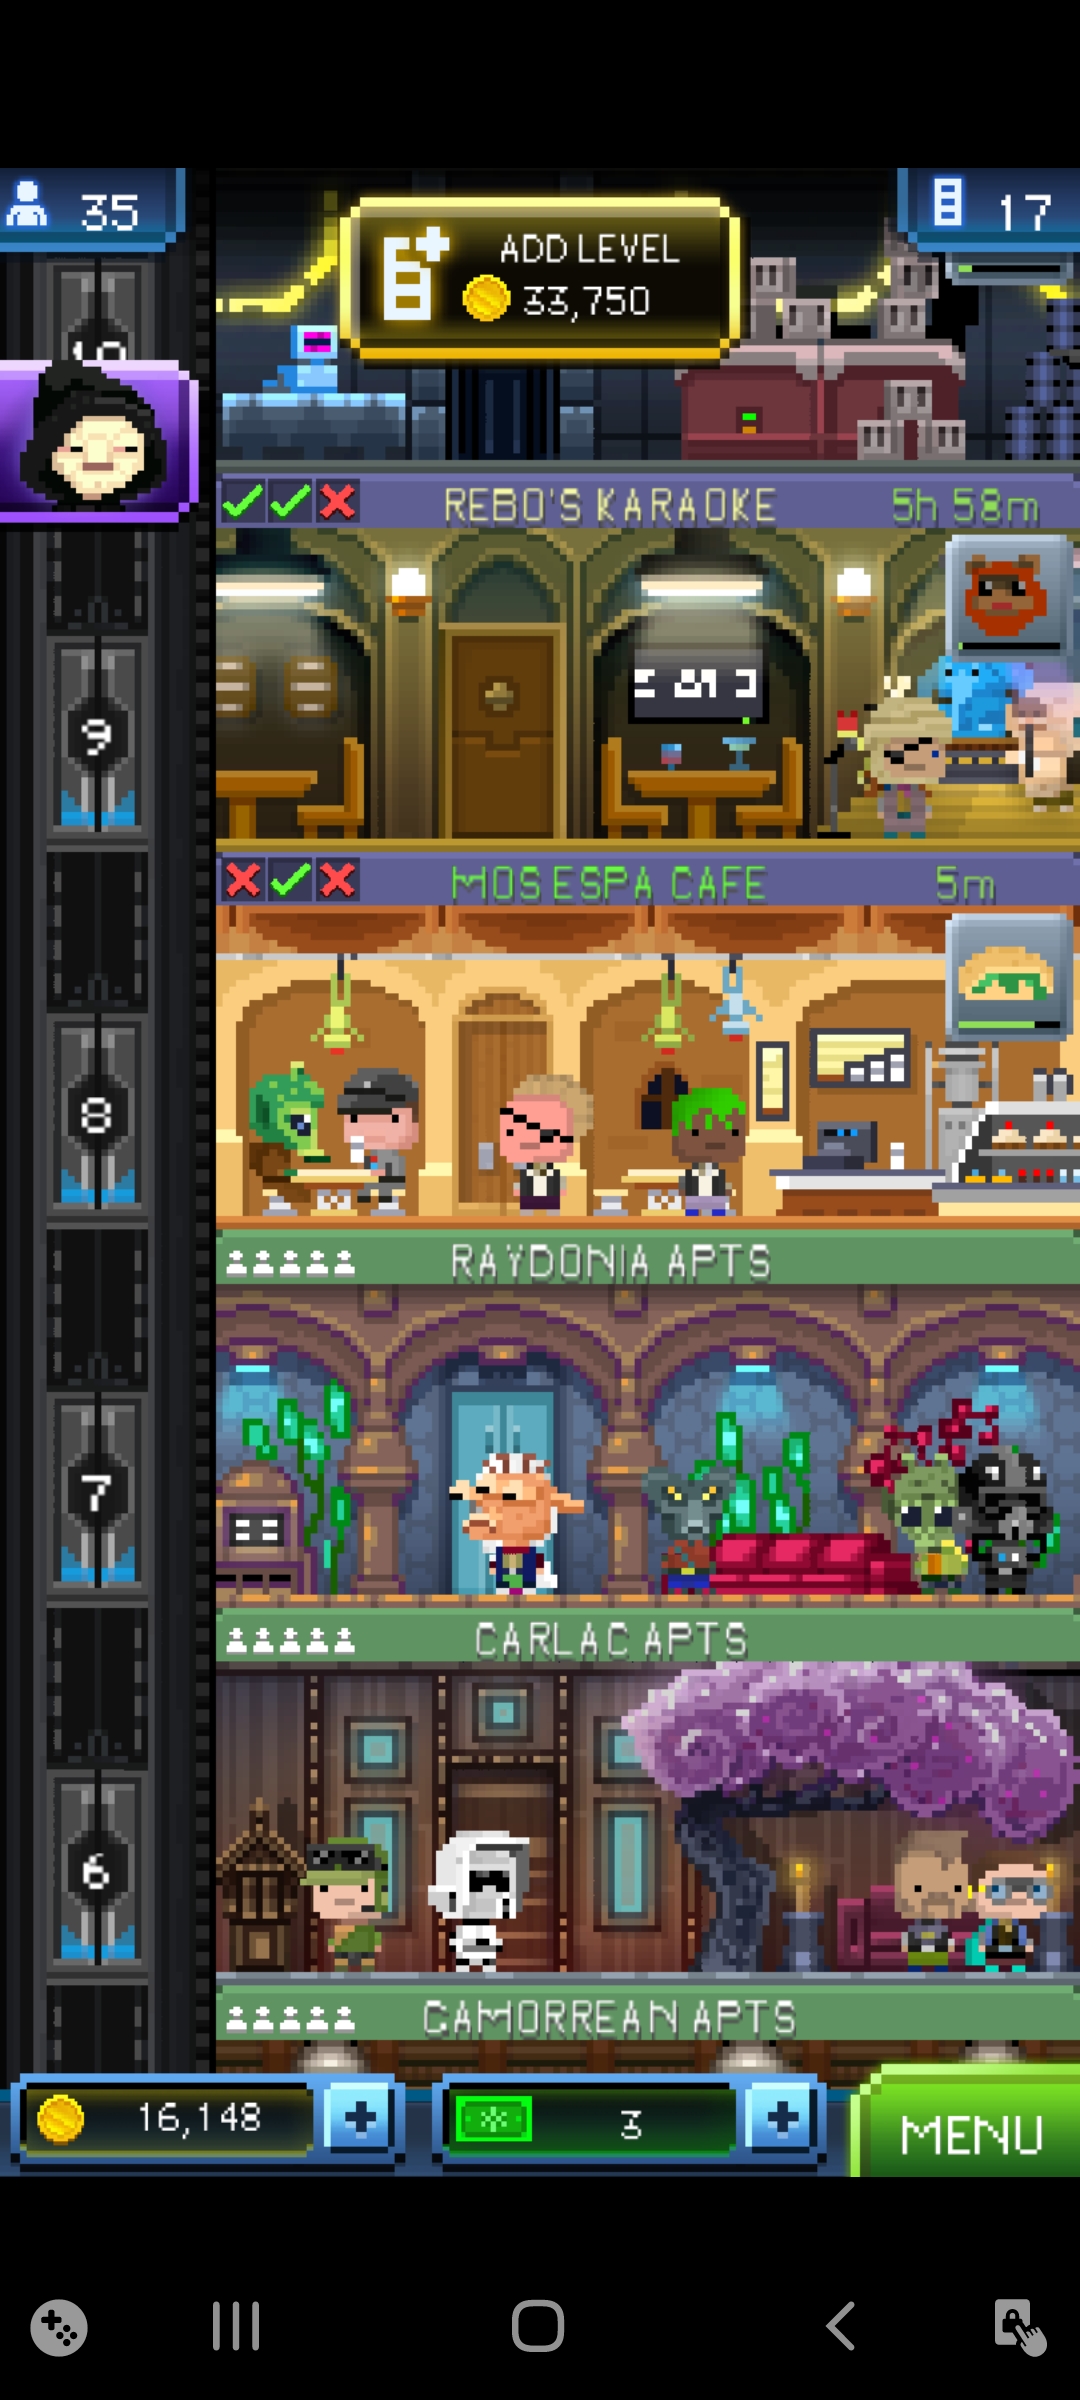 35
ADD LEVEL
33,750
17
10
REBO'S KARAOKE
5h 58m
9
MOS ESPA CAFE
5m
8
RAYDONIA APTS
7
CARLAC APTS
6
GAMORREAN APTS
16,148
3
MENU